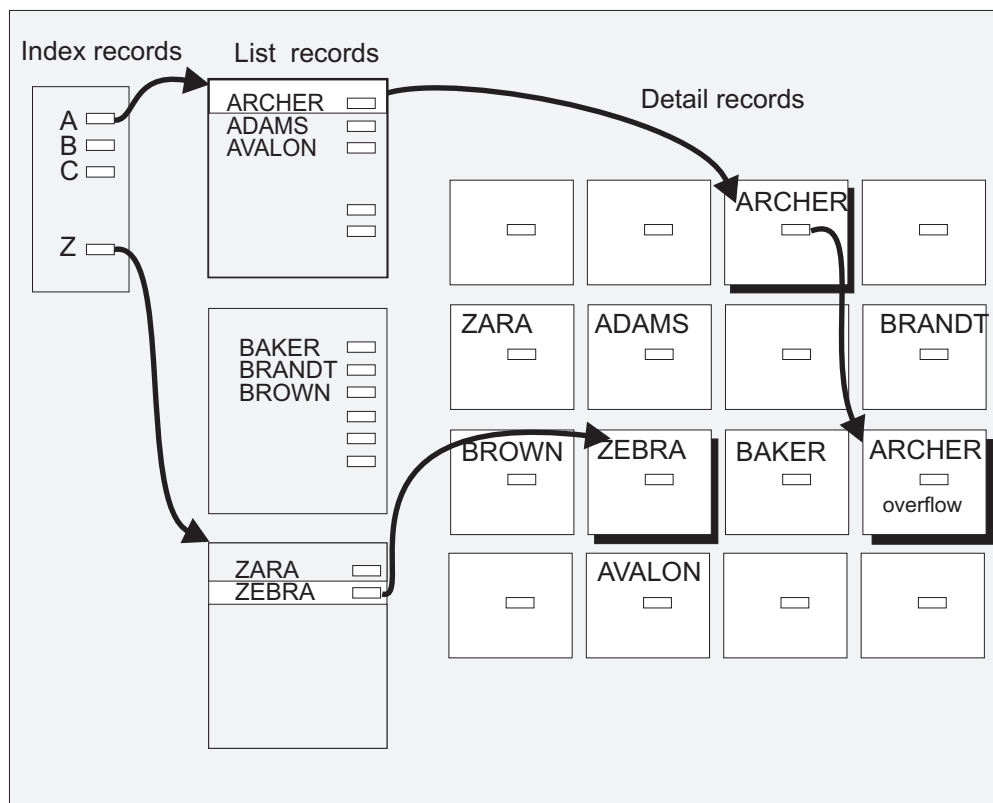 Index records
List records
Detail records
A
B
C
Z
ARCHER
ADAMS
AVALON
BAKER
BRANDT
BROWN
ZARA
ZEBRA
ARCHER
ZARA
ADAMS
BRANDT
BROWN
ZEBRA
BAKER
ARCHER
overflow
AVALON